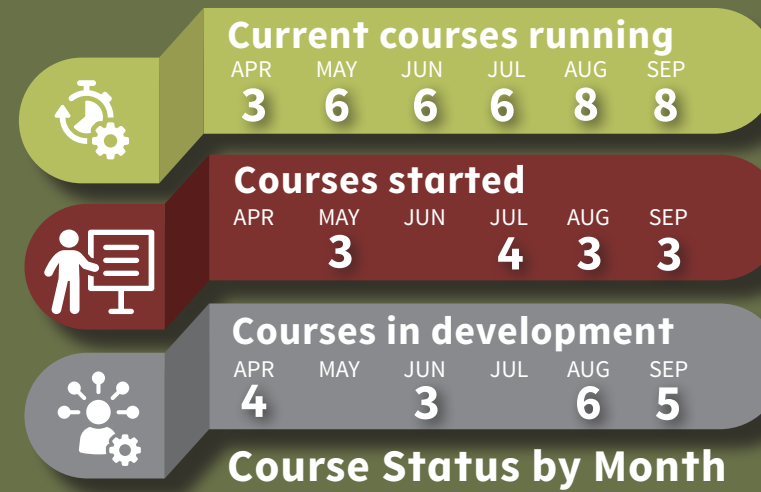 Current courses running
APR MAY JUN JUL AUG SEP
3 6 6 6 8 8
Courses started
APR MAY JUN JUL AUG SEP
3 4 3 3
Courses in development
APR MAY JUN JUL AUG SEP
4 3 6 5
Course Status by Month